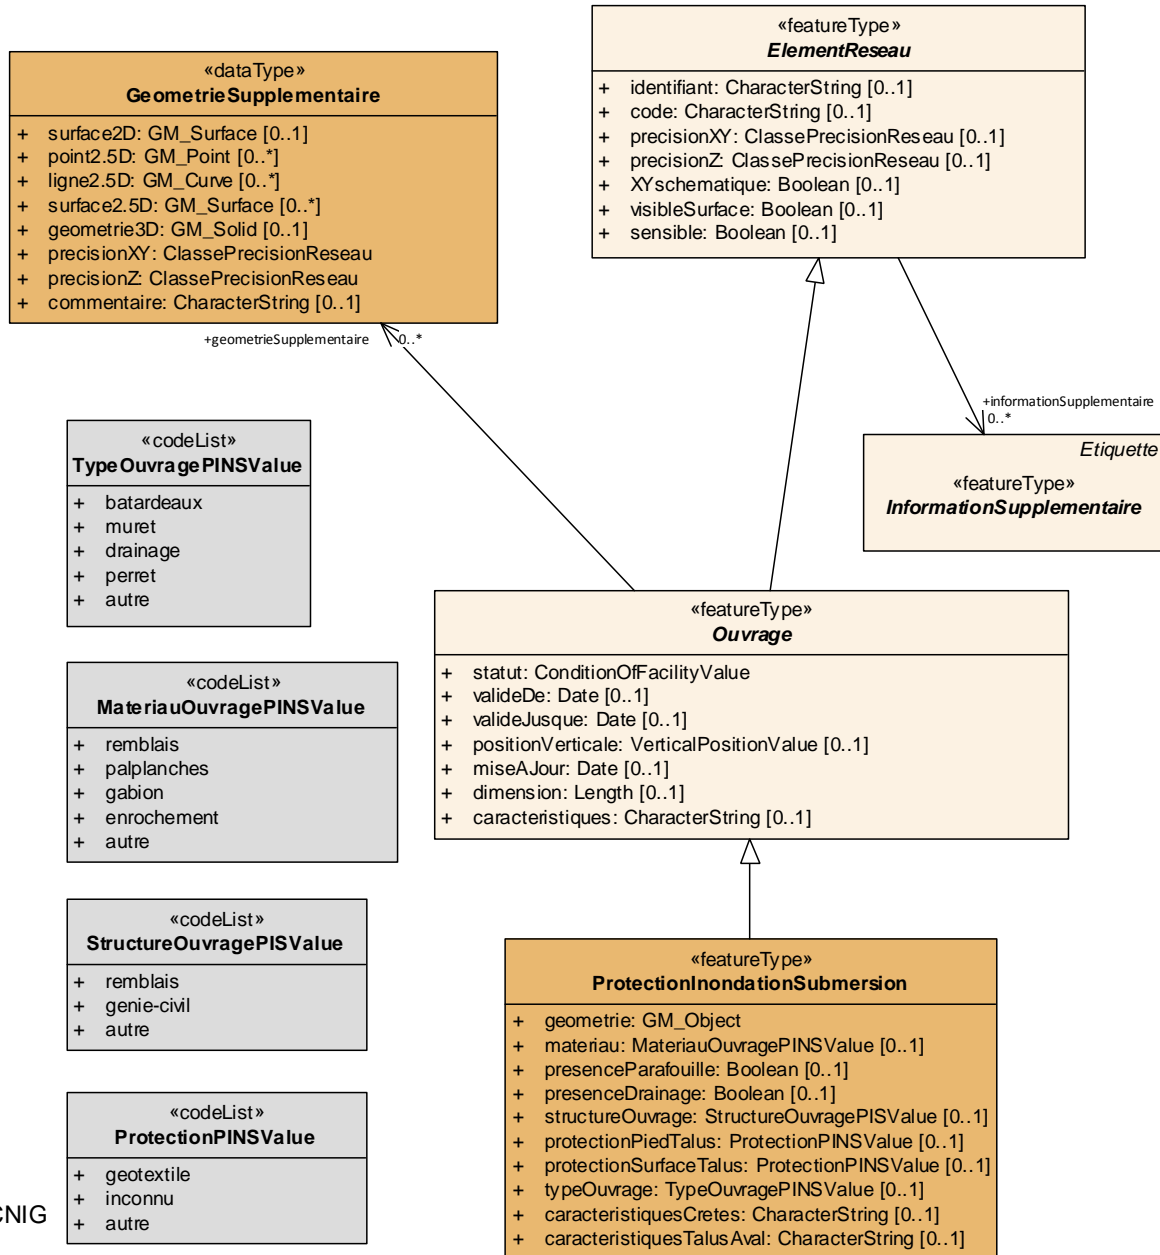 «dataType»
GeometrieSupplementaire
+ surface2D: GM_Surface [0..1]
+ point2.5D: GM_Point [0..*]
+ ligne2.5D: GM_Curve [0..*]
+ surface2.5D: GM_Surface [0..*]
+ geometrie3D: GM_Solid [0..1]
+ precisionXY: ClassePrecisionReseau
+ precisionZ: ClassePrecisionReseau
+ commentaire: CharacterString [0..1]
«featureType»
ElementReseau
+ identifiant: CharacterString [0..1]
+ code: CharacterString [0..1]
+ precisionXY: ClassePrecisionReseau [0..1]
+ precisionZ: ClassePrecisionReseau [0..1]
+ XYschematique: Boolean [0..1]
+ visibleSurface: Boolean [0..1]
+ sensible: Boolean [0..1]
+geometrieSupplementaire 0..*
+informationSupplementaire
0..*
Etiquette
«featureType»
InformationSupplementaire
«codeList»
TypeOuvragePINSValue
+ batardeaux
+ muret
+ drainage
+ perret
+ autre
«featureType»
Ouvrage
+ statut: ConditionOfFacilityValue
+ valideDe: Date [0..1]
+ valideJusque: Date [0..1]
+ positionVerticale: VerticalPositionValue [0..1]
+ miseAJour: Date [0..1]
+ dimension: Length [0..1]
+ caracteristiques: CharacterString [0..1]
«codeList»
MateriauOuvragePINSValue
+ remblais
+ palplanches
+ gabion
+ enrochement
+ autre
«codeList»
StructureOuvragePISValue
+ remblais
+ genie-civil
+ autre
«featureType»
ProtectionInondationSubmersion
+ geometrie: GM_Object
+ materiau: MateriauOuvragePINSValue [0..1]
+ presenceParafouille: Boolean [0..1]
+ presenceDrainage: Boolean [0..1]
+ structureOuvrage: StructureOuvragePISValue [0..1]
+ protectionPiedTalus: ProtectionPINSValue [0..1]
+ protectionSurfaceTalus: ProtectionPINSValue [0..1]
+ typeOuvrage: TypeOuvragePINSValue [0..1]
+ caracteristiquesCretes: CharacterString [0..1]
+ caracteristiquesTalusAval: CharacterString [0..1]
«codeList»
ProtectionPINSValue
+ geotextile
+ inconnu
+ autre
CNIG